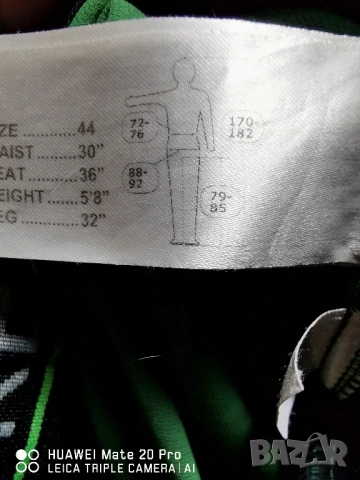 ZE ........... 44
AIST ........ 30"
EAT .......... 36"
EIGHT ...... 5'8"
EG ........... 32"
72-
76
170-
182
88-
92
79-
85
HUAWEI Mate 20 Pro
LEICA TRIPLE CAMERA | AI
BAZAR